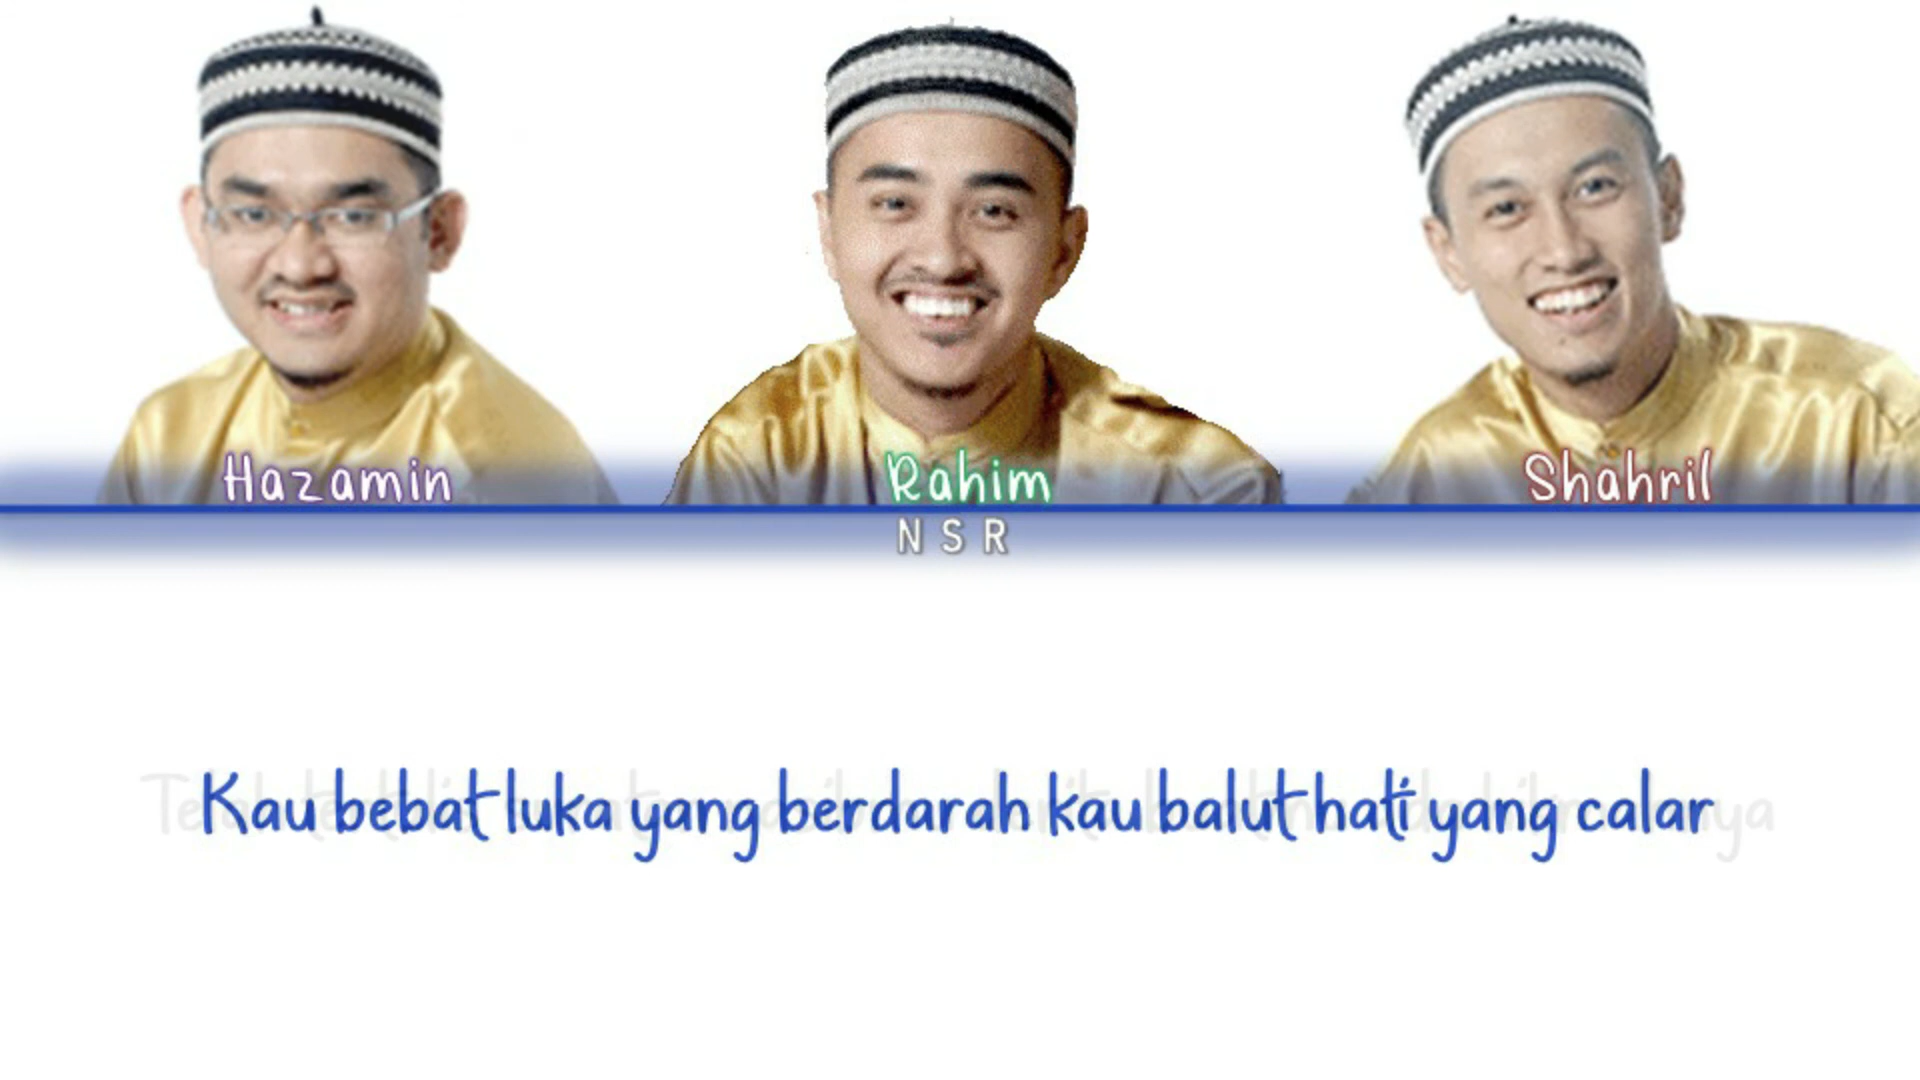 Hazamin
Rahim
Shahril
N S R
Kau bebat luka yang berdarah kau balut hati yang calar